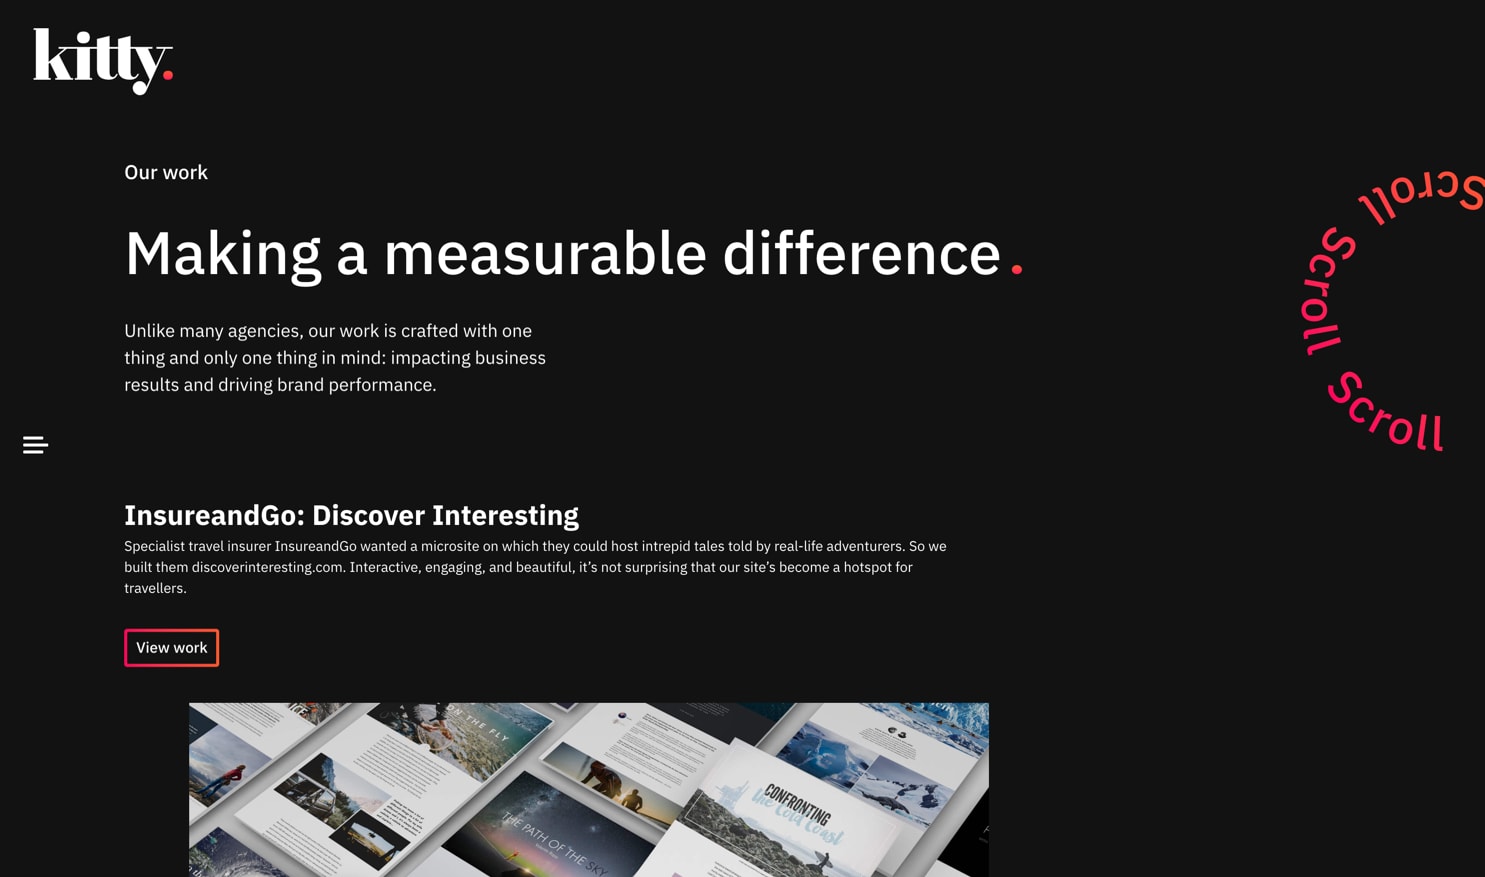 kitty.
Our work
Making a measurable difference.
Unlike many agencies, our work is crafted with one
thing and only one thing in mind: impacting business
results and driving brand performance.
Scroll
Scroll
Scroll
InsureandGo: Discover Interesting
Specialist travel insurer InsureandGo wanted a microsite on which they could host intrepid tales told by real-life adventurers. So we
built them discoverinteresting.com. Interactive, engaging, and beautiful, it’s not surprising that our site’s become a hotspot for
travellers.
View work
ON THE FLY
CONFRONTING
the Cold Coast
THE PATH OF THE SKY